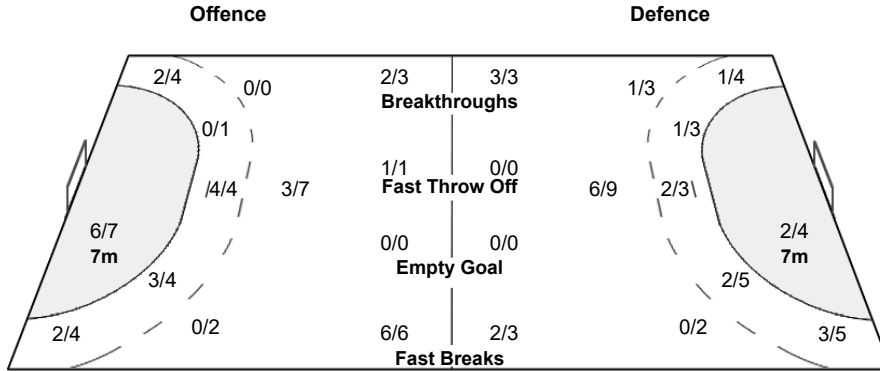 Offence Defence
2/4 0/0 2/3 3/3 1/3 1/4
Breakthroughs
0/1 1/3
1/1 0/0
4/4 3/7 Fast Throw Off 6/9 2/3
6/7 0/0 0/0 2/4
7m 7m
Empty Goal
3/4 2/5
2/4 0/2 6/6 2/3 0/2 3/5
Fast Breaks